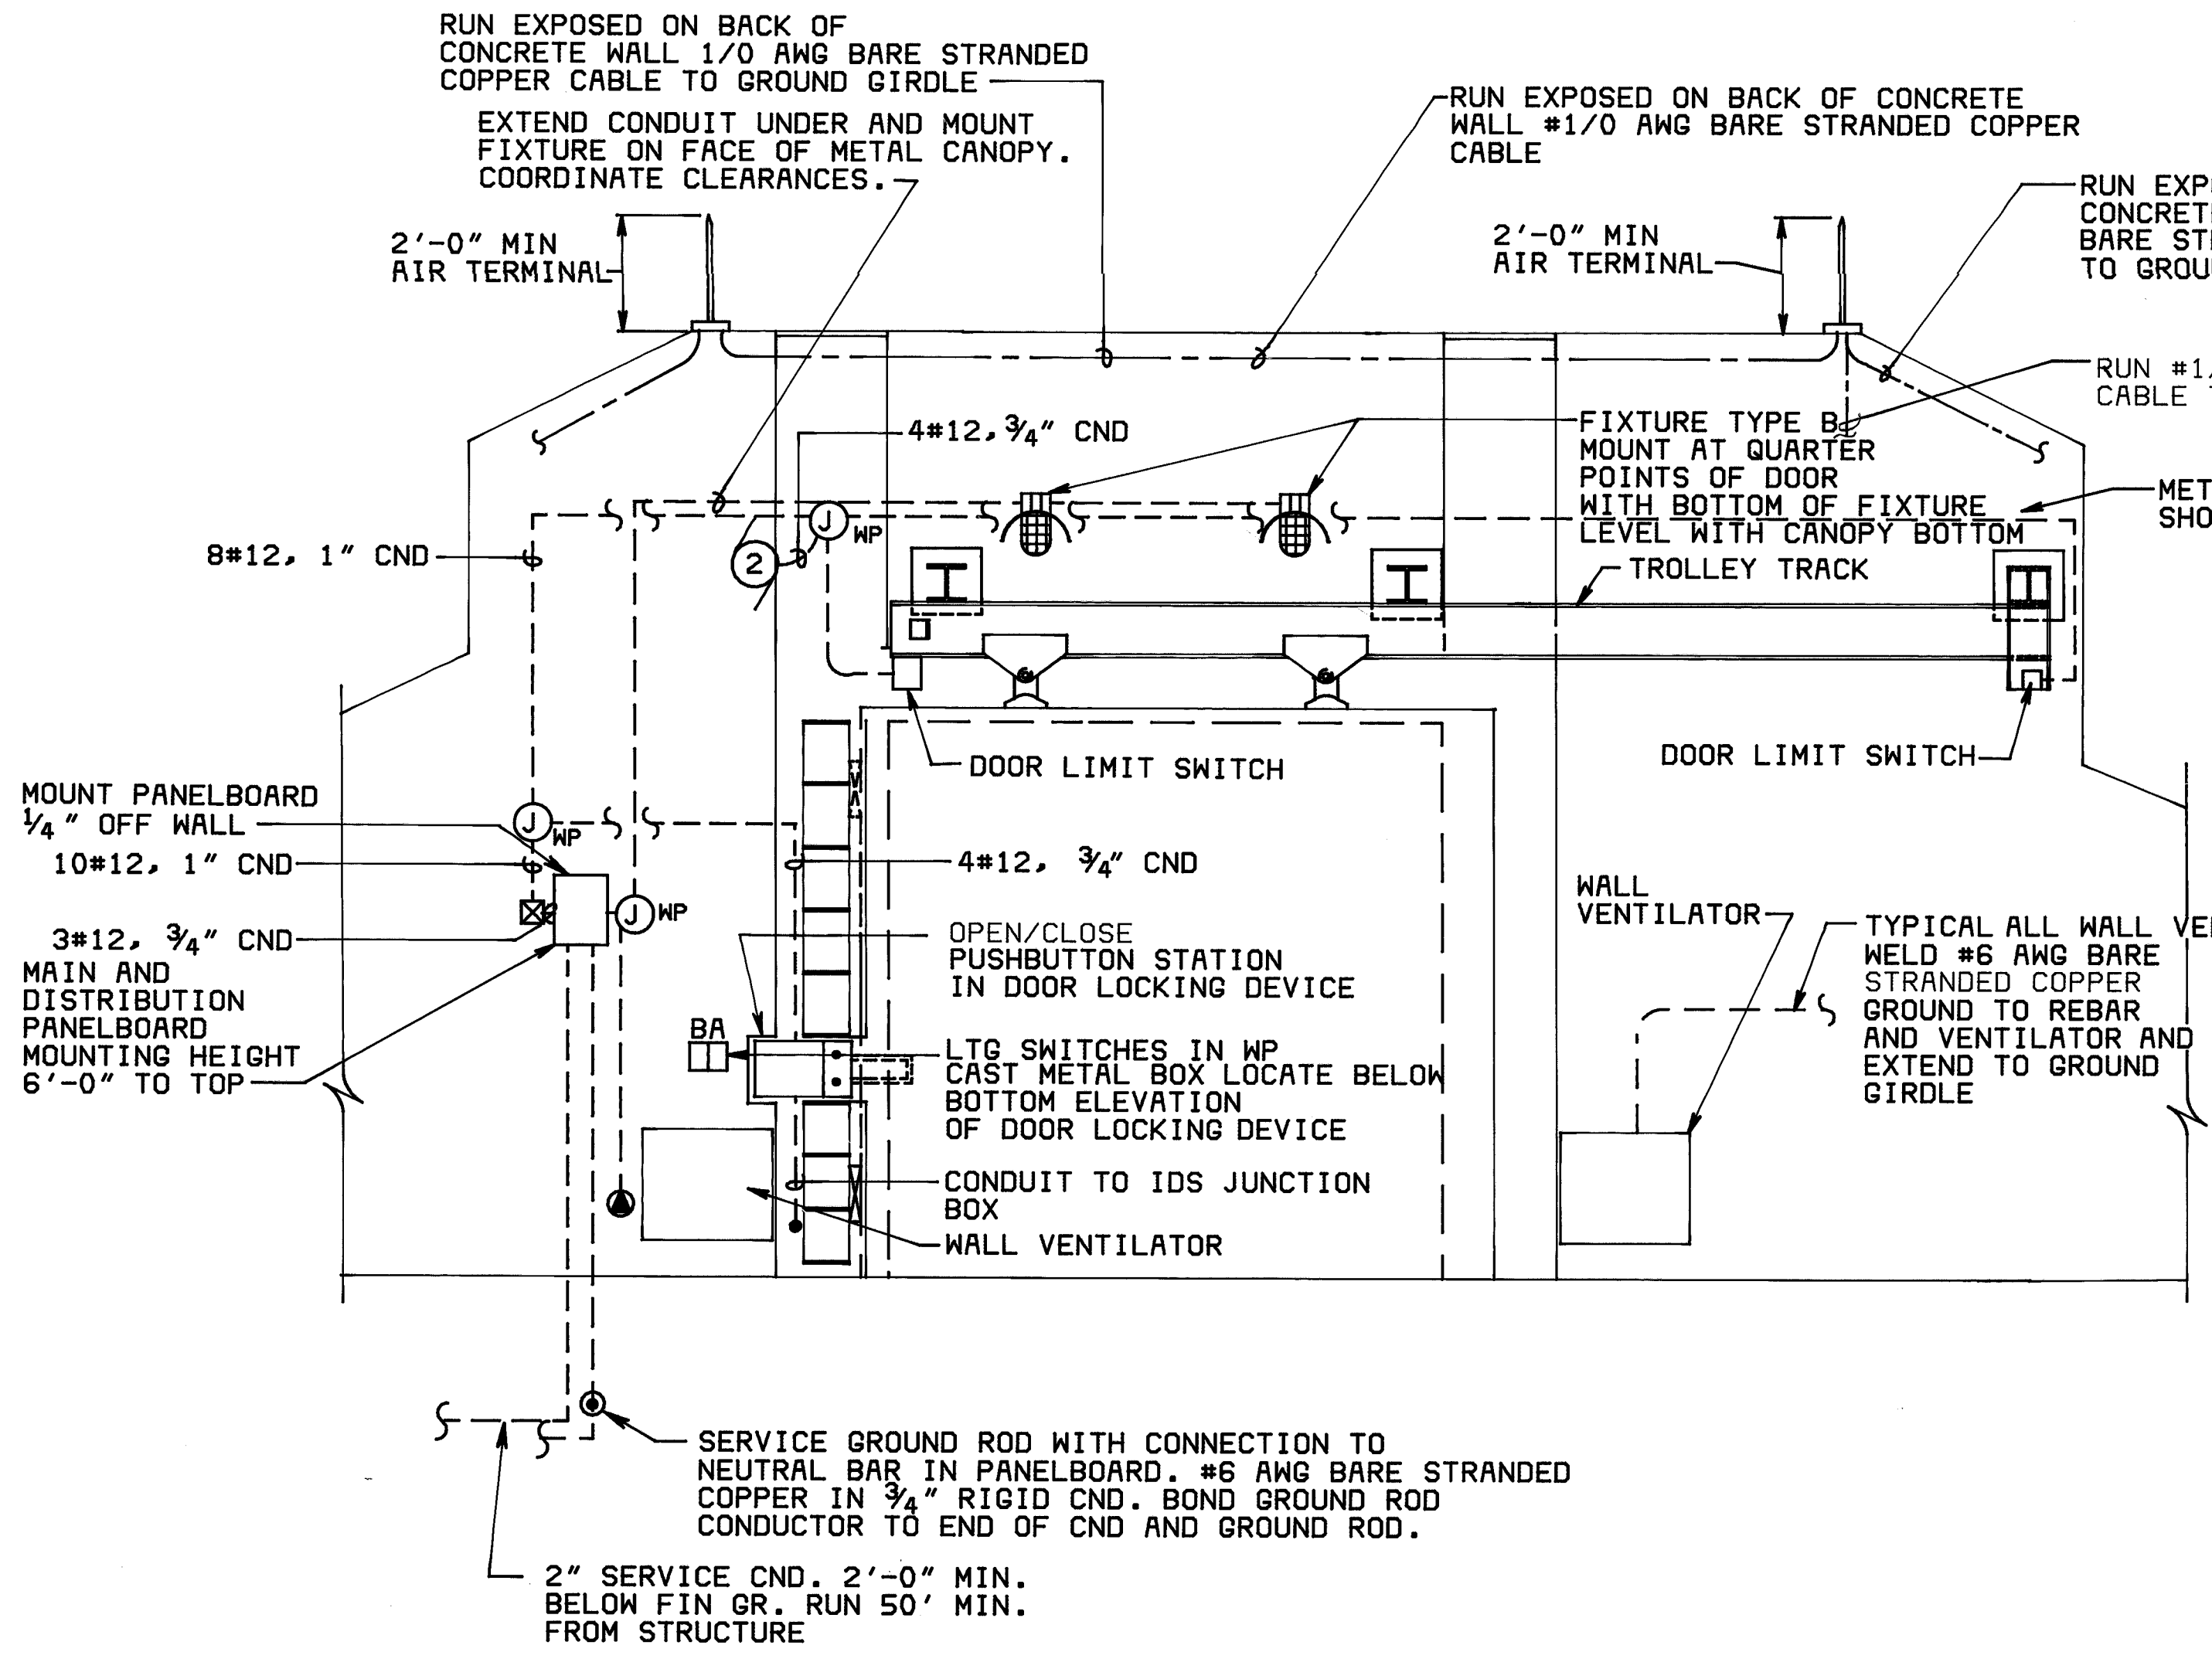 RUN EXPOSED ON BACK OF
CONCRETE WALL 1/0 AWG BARE STRANDED
COPPER CABLE TO GROUND GIRDLE
EXTEND CONDUIT UNDER AND MOUNT
FIXTURE ON FACE OF METAL CANOPY.
COORDINATE CLEARANCES.
RUN EXPOSED ON BACK OF CONCRETE
WALL #1/0 AWG BARE STRANDED COPPER
CABLE
RUN EXP
CONCRET
BARE ST
TO GROU
2'-0" MIN
AIR TERMINAL
2'-0" MIN
AIR TERMINAL
RUN #1/
CABLE
4#12, 3/4" CND
FIXTURE TYPE B
MOUNT AT QUARTER
POINTS OF DOOR
WITH BOTTOM OF FIXTURE
LEVEL WITH CANOPY BOTTOM
MET
SHO
J
WP
2
8#12, 1" CND
TROLLEY TRACK
DOOR LIMIT SWITCH
DOOR LIMIT SWITCH
MOUNT PANELBOARD
1/4" OFF WALL
J
WP
10#12, 1" CND
4#12, 3/4" CND
J
WP
3#12, 3/4" CND
MAIN AND
DISTRIBUTION
PANELBOARD
MOUNTING HEIGHT
6'-0" TO TOP
OPEN/CLOSE
PUSHBUTTON STATION
IN DOOR LOCKING DEVICE
WALL
VENTILATOR
TYPICAL ALL WALL VE
WELD #6 AWG BARE
STRANDED COPPER
GROUND TO REBAR
AND VENTILATOR AND
EXTEND TO GROUND
GIRDLE
BA
LTG SWITCHES IN WP
CAST METAL BOX LOCATE BELOW
BOTTOM ELEVATION
OF DOOR LOCKING DEVICE
CONDUIT TO IDS JUNCTION
BOX
WALL VENTILATOR
SERVICE GROUND ROD WITH CONNECTION TO
NEUTRAL BAR IN PANELBOARD. #6 AWG BARE STRANDED
COPPER IN 3/4" RIGID CND. BOND GROUND ROD
CONDUCTOR TO END OF CND AND GROUND ROD.
2" SERVICE CND. 2'-0" MIN.
BELOW FIN GR. RUN 50' MIN.
FROM STRUCTURE